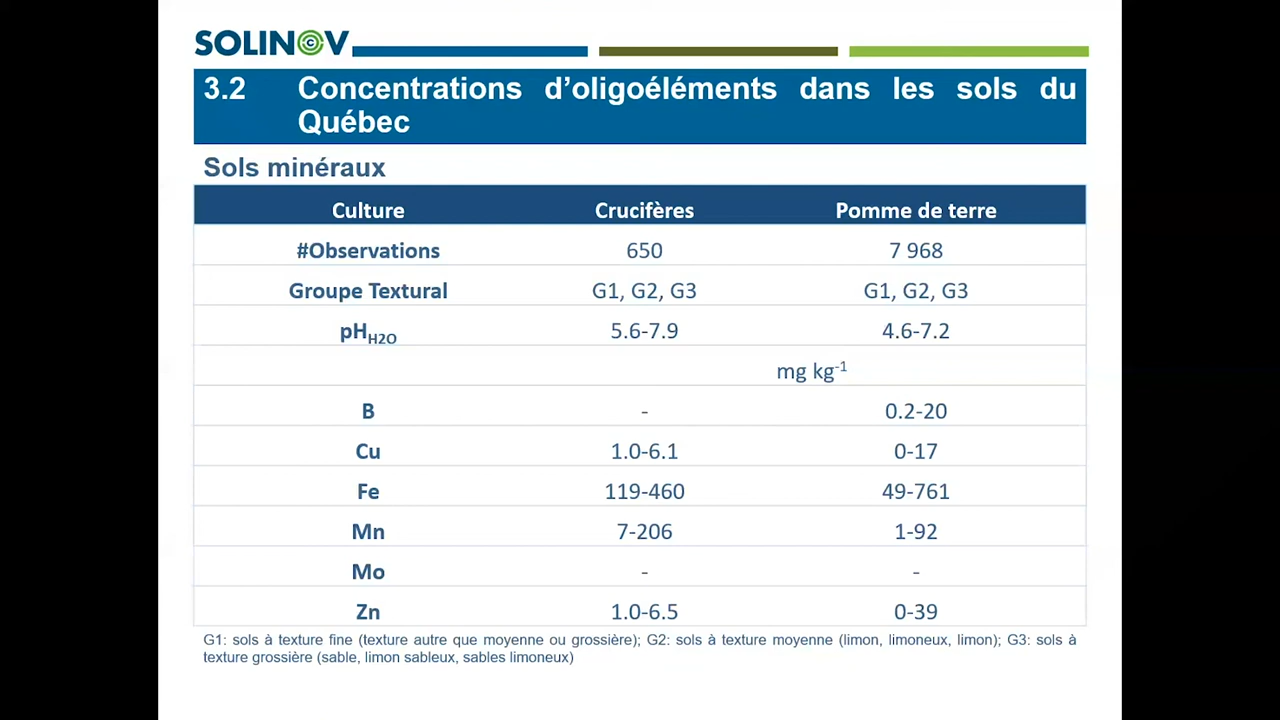 SOLINOV
3.2 Concentrations d’oligoéléments dans les sols du
Québec
Sols minéraux
Culture Crucifères Pomme de terre
#Observations 650 7 968
Groupe Textural G1, G2, G3 G1, G2, G3
pH_H2O 5.6-7.9 4.6-7.2
mg kg-1
B - 0.2-20
Cu 1.0-6.1 0-17
Fe 119-460 49-761
Mn 7-206 1-92
Mo - -
Zn 1.0-6.5 0-39
G1: sols à texture fine (texture autre que moyenne ou grossière); G2: sols à texture moyenne (limon, limoneux, limon); G3: sols à
texture grossière (sable, limon sableux, sables limoneux)